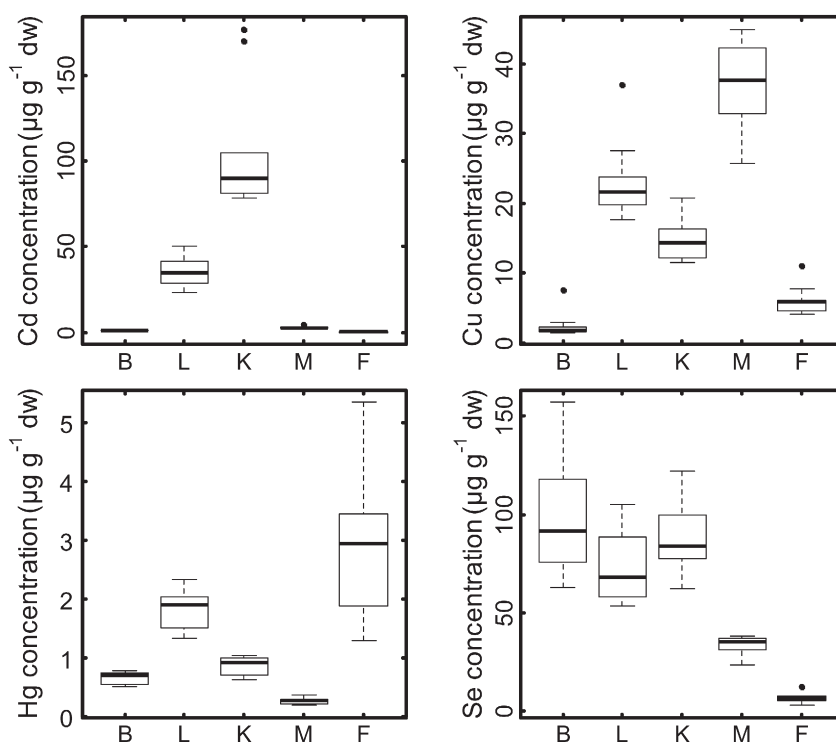 Cd concentration (µg g⁻¹ dw)
150
100
50
0
B L K M F
Cu concentration (µg g⁻¹ dw)
40
30
20
10
0
B L K M F
Hg concentration (µg g⁻¹ dw)
5
4
3
2
1
0
B L K M F
Se concentration (µg g⁻¹ dw)
150
100
50
0
B L K M F